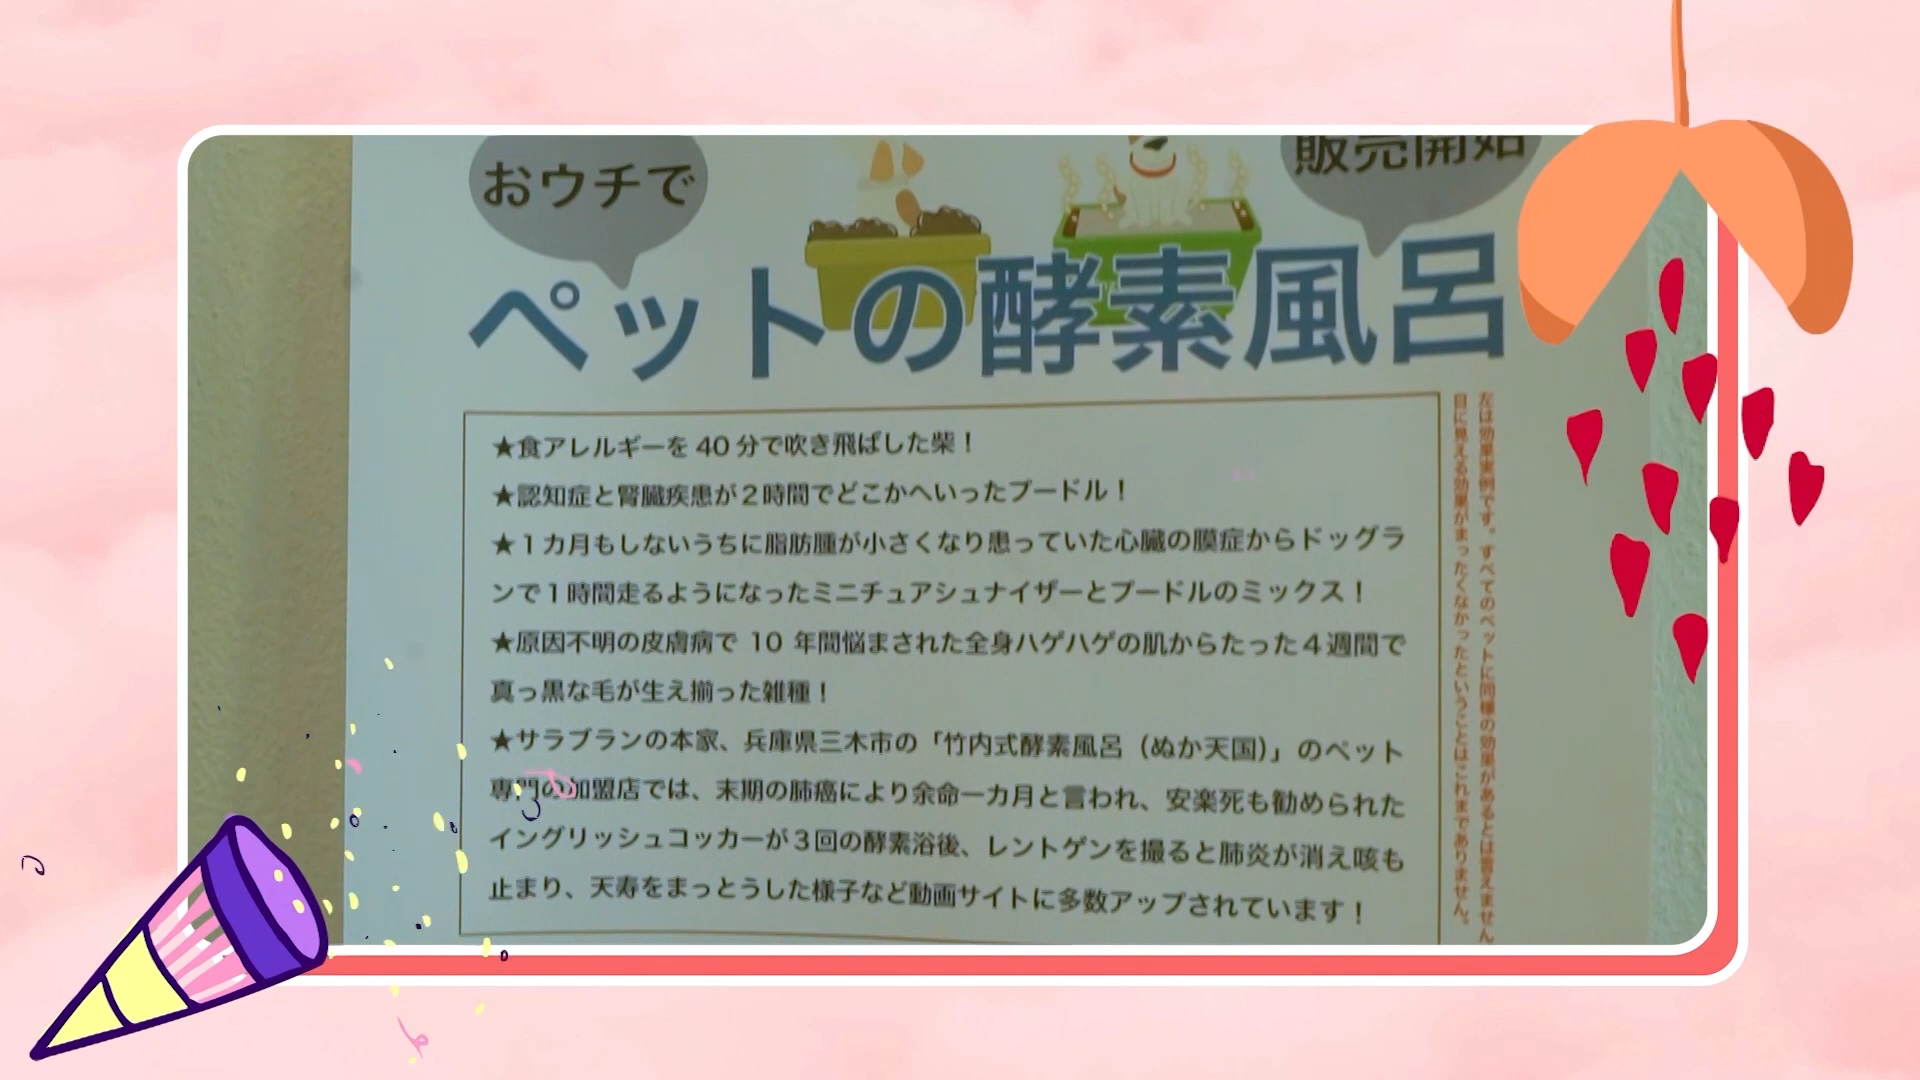 おウチで
販売開始
ペットの酵素風呂
★食アレルギーを 40 分で吹き飛ばした柴！
★認知症と腎臓疾患が２時間でどこかへいったプードル！
★１カ月もしないうちに脂肪腫が小さくなり患っていた心臓の膜症からドッグラ
ンで１時間走るようになったミニチュアシュナイザーとプードルのミックス！
★原因不明の皮膚病で 10 年間悩まされた全身ハゲハゲの肌からたった４週間で
真っ黒な毛が生え揃った雑種！
★サラブランの本家、兵庫県三木市の「竹内式酵素風呂（ぬか天国）」のペット
専門の加盟店では、末期の肺癌により余命一カ月と言われ、安楽死も勧められた
イングリッシュコッカーが３回の酵素浴後、レントゲンを撮ると肺炎が消え咳も
止まり、天寿をまっとうした様子など動画サイトに多数アップされています！
左は効果実例です。すべてのペットに同様の効果があるとは言えません
目に見える効果がまったくなかったということはこれまでありません。